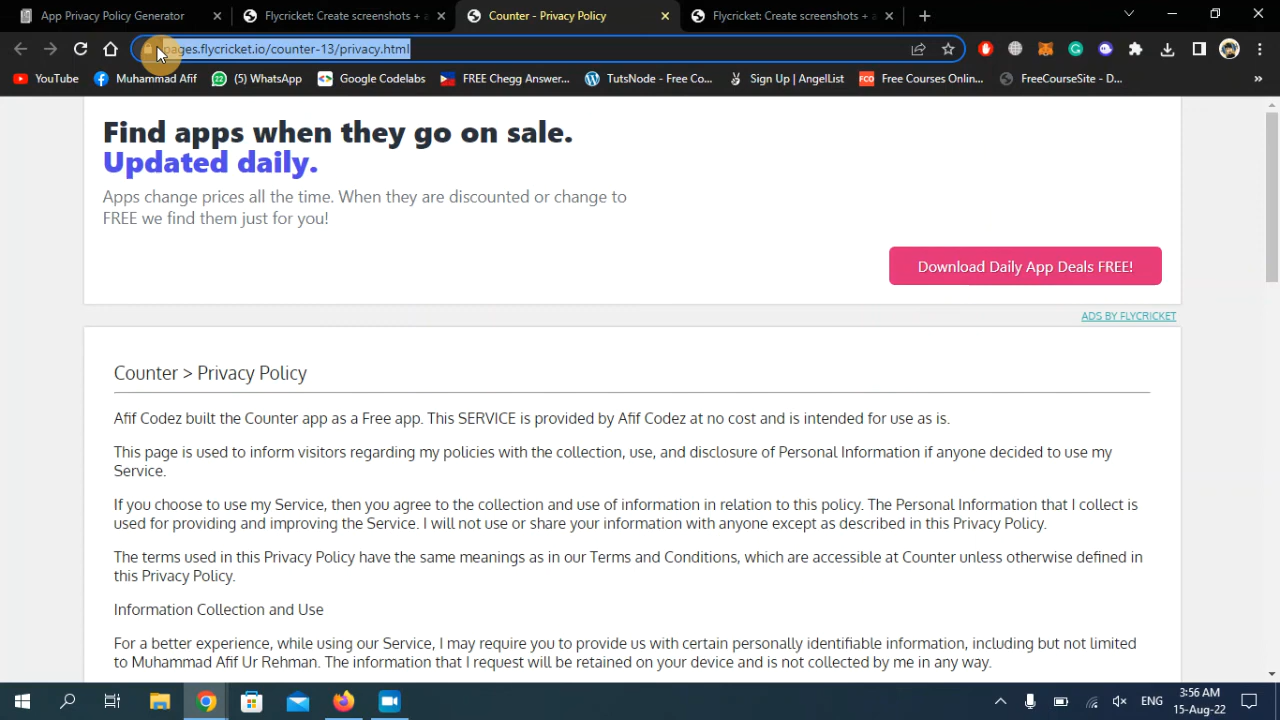 App Privacy Policy Generator
Flycricket: Create screenshots + a
Counter - Privacy Policy
Flycricket: Create screenshots + a
pages.flycricket.io/counter-13/privacy.html
YouTube
Muhammad Afif
(5) WhatsApp
Google Codelabs
FREE Chegg Answer...
TutsNode - Free Co...
Sign Up | AngelList
FCO
Free Courses Onlin...
FreeCourseSite - D...
»
Find apps when they go on sale.
Updated daily.
Apps change prices all the time. When they are discounted or change to
FREE we find them just for you!
Download Daily App Deals FREE!
ADS BY FLYCRICKET
Counter > Privacy Policy
Afif Codez built the Counter app as a Free app. This SERVICE is provided by Afif Codez at no cost and is intended for use as is.
This page is used to inform visitors regarding my policies with the collection, use, and disclosure of Personal Information if anyone decided to use my
Service.
If you choose to use my Service, then you agree to the collection and use of information in relation to this policy. The Personal Information that I collect is
used for providing and improving the Service. I will not use or share your information with anyone except as described in this Privacy Policy.
The terms used in this Privacy Policy have the same meanings as in our Terms and Conditions, which are accessible at Counter unless otherwise defined in
this Privacy Policy.
Information Collection and Use
For a better experience, while using our Service, I may require you to provide us with certain personally identifiable information, including but not limited
to Muhammad Afif Ur Rehman. The information that I request will be retained on your device and is not collected by me in any way.
ENG
3:56 AM
15-Aug-22